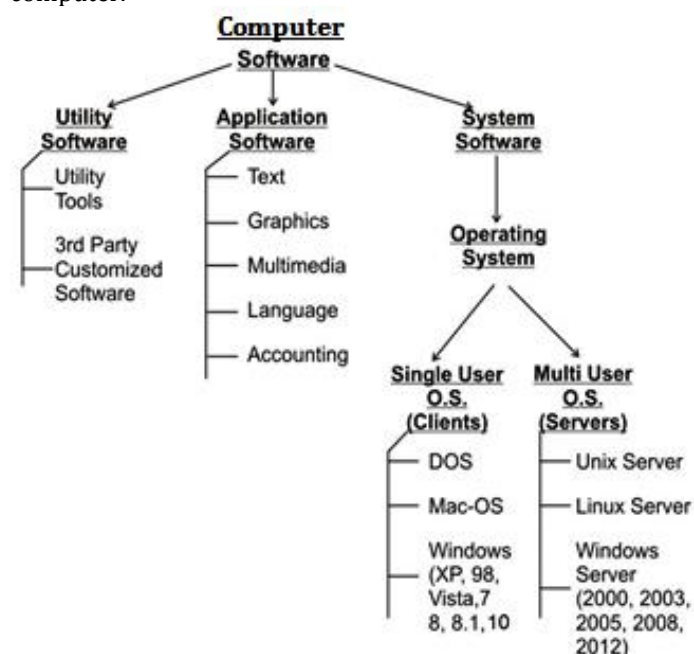 computer.
Computer
Software
Utility
Software
Utility
Tools
3rd Party
Customized
Software
Application
Software
Text
Graphics
Multimedia
Language
Accounting
System
Software
Operating
System
Single User
O.S.
(Clients)
DOS
Mac-OS
Windows
(XP, 98,
Vista,7
8, 8.1,10
Multi User
O.S.
(Servers)
Unix Server
Linux Server
Windows
Server
(2000, 2003,
2005, 2008,
2012)